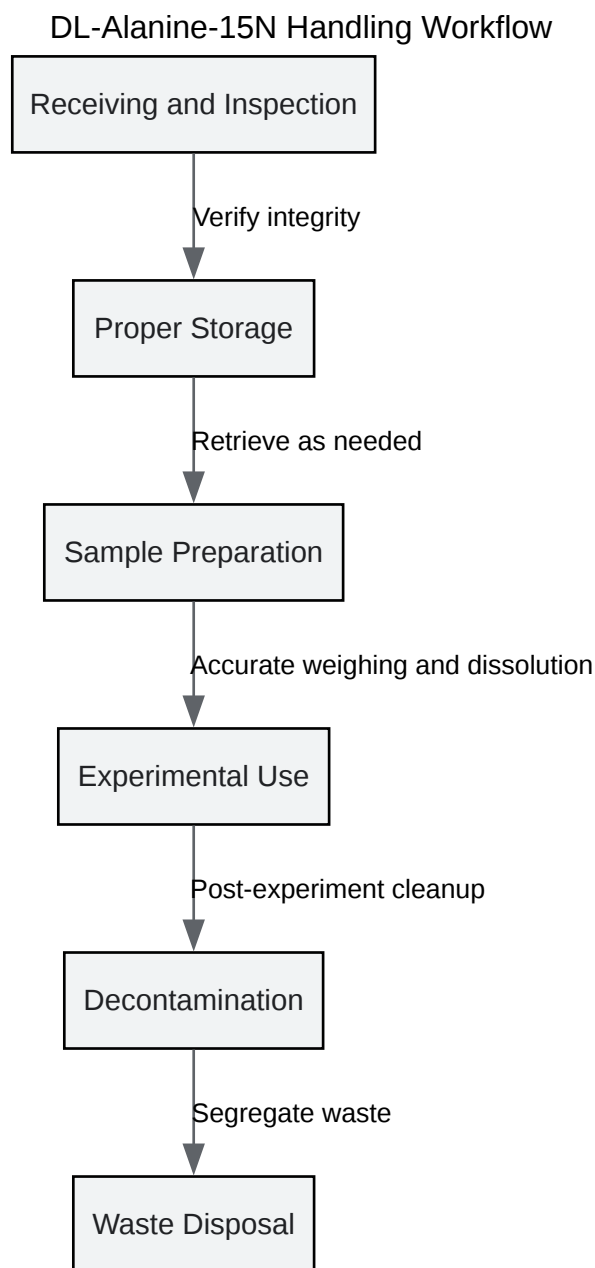 DL-Alanine-15N Handling Workflow
Receiving and Inspection
Verify integrity
Proper Storage
Retrieve as needed
Sample Preparation
Accurate weighing and dissolution
Experimental Use
Post-experiment cleanup
Decontamination
Segregate waste
Waste Disposal